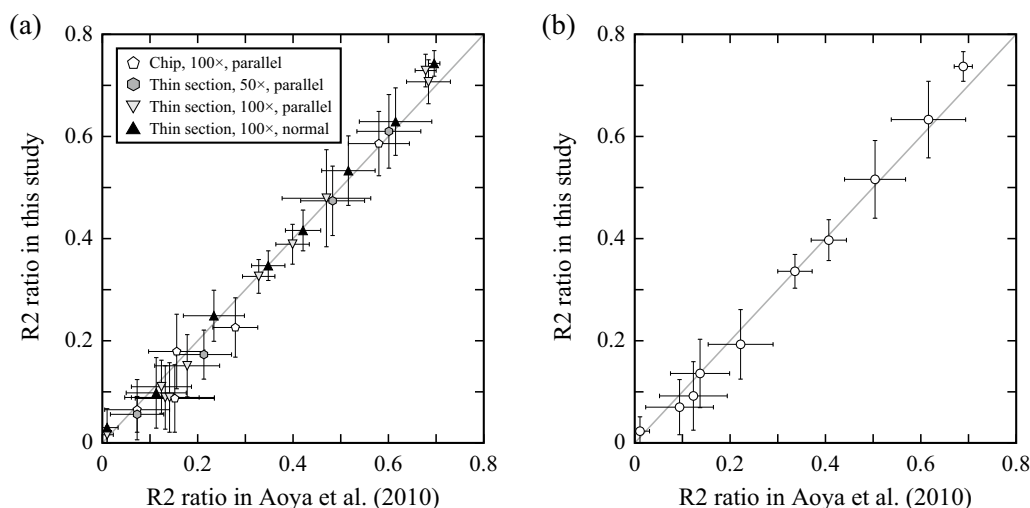 (a)
0.8
0.6
0.4
0.2
0
R2 ratio in this study
Chip, 100×, parallel
Thin section, 50×, parallel
Thin section, 100×, parallel
Thin section, 100×, normal
0 0.2 0.4 0.6 0.8
R2 ratio in Aoya et al. (2010)
(b)
0.8
0.6
0.4
0.2
0
R2 ratio in this study
0 0.2 0.4 0.6 0.8
R2 ratio in Aoya et al. (2010)